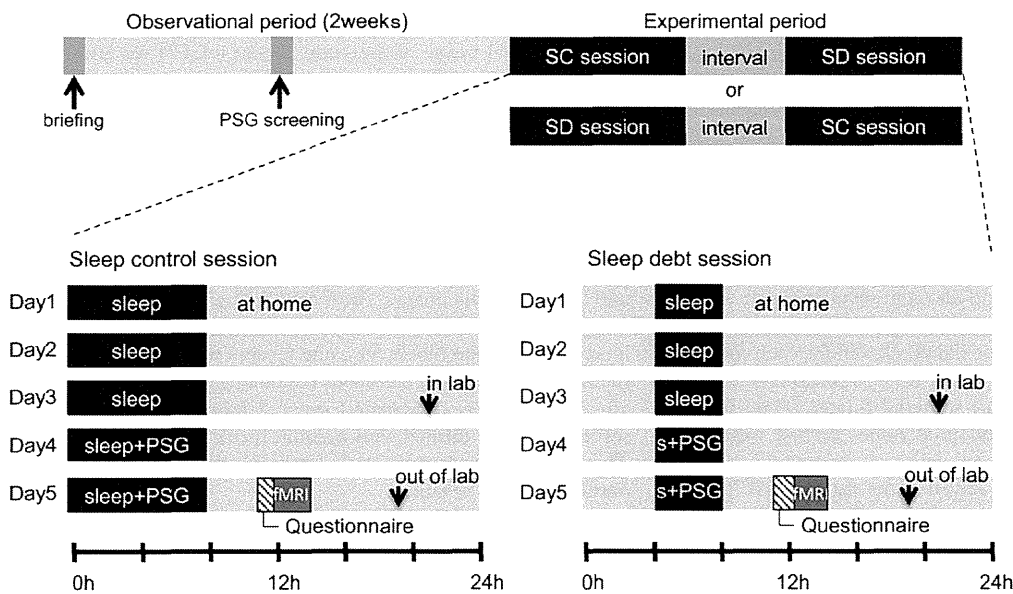 Observational period (2weeks)
Experimental period
SC session
interval
SD session
or
briefing
PSG screening
SD session
interval
SC session
Sleep control session
Day1
sleep
at home
Day2
sleep
Day3
sleep
in lab
Day4
sleep+PSG
Day5
sleep+PSG
fMRI
out of lab
Questionnaire
0h
12h
24h
Sleep debt session
Day1
sleep
at home
Day2
sleep
Day3
sleep
in lab
Day4
s+PSG
Day5
s+PSG
fMRI
out of lab
Questionnaire
0h
12h
24h